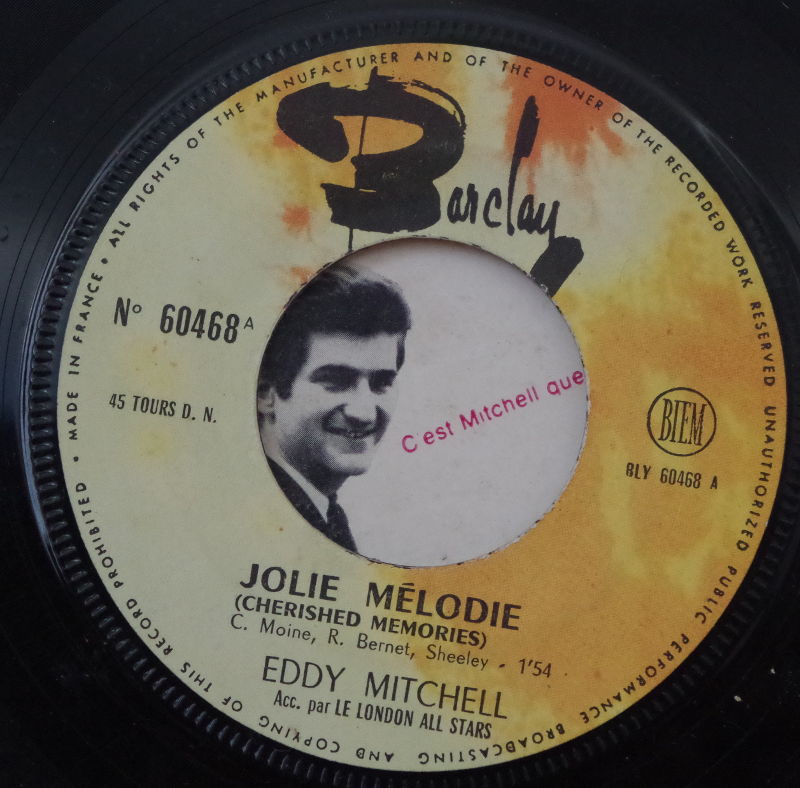 MADE IN FRANCE • ALL RIGHTS OF THE MANUFACTURER AND OF THE OWNER OF THE RECORDED WORK RESERVED UNAUTHORIZED PUBLIC PERFORMANCE BROADCASTING AND COPYING OF THIS RECORD PROHIBITED •
Barclay
Nº 60468 A
45 TOURS D. N.
C'est Mitchell que
BIEM
BLY 60468 A
JOLIE MÉLODIE
(CHERISHED MEMORIES)
C. Moine, R. Bernet, Sheeley - 1'54
EDDY MITCHELL
Acc. par LE LONDON ALL STARS